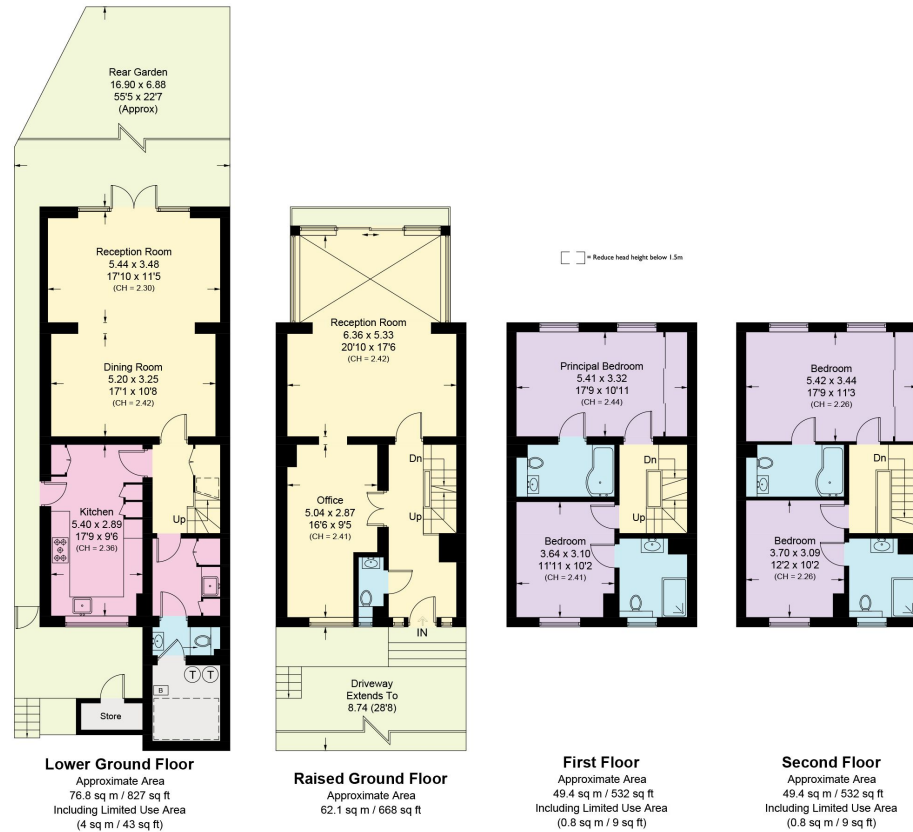 Rear Garden
16.90 x 6.88
55'5 x 22'7
(Approx)
Reception Room
5.44 x 3.48
17'10 x 11'5
(CH = 2.30)
Dining Room
5.20 x 3.25
17'1 x 10'8
(CH = 2.42)
Kitchen
5.40 x 2.89
17'9 x 9'6
(CH = 2.36)
Up
B
T
T
Store
Lower Ground Floor
Approximate Area
76.8 sq m / 827 sq ft
Including Limited Use Area
(4 sq m / 43 sq ft)
Reception Room
6.36 x 5.33
20'10 x 17'6
(CH = 2.42)
Dn
Up
Office
5.04 x 2.87
16'6 x 9'5
(CH = 2.41)
IN
Driveway
Extends To
8.74 (28'8)
Raised Ground Floor
Approximate Area
62.1 sq m / 668 sq ft
= Reduce head height below 1.5m
Principal Bedroom
5.41 x 3.32
17'9 x 10'11
(CH = 2.44)
Dn
Up
Bedroom
3.64 x 3.10
11'11 x 10'2
(CH = 2.41)
First Floor
Approximate Area
49.4 sq m / 532 sq ft
Including Limited Use Area
(0.8 sq m / 9 sq ft)
Bedroom
5.42 x 3.44
17'9 x 11'3
(CH = 2.26)
Dn
Bedroom
3.70 x 3.09
12'2 x 10'2
(CH = 2.26)
Second Floor
Approximate Area
49.4 sq m / 532 sq ft
Including Limited Use Area
(0.8 sq m / 9 sq ft)